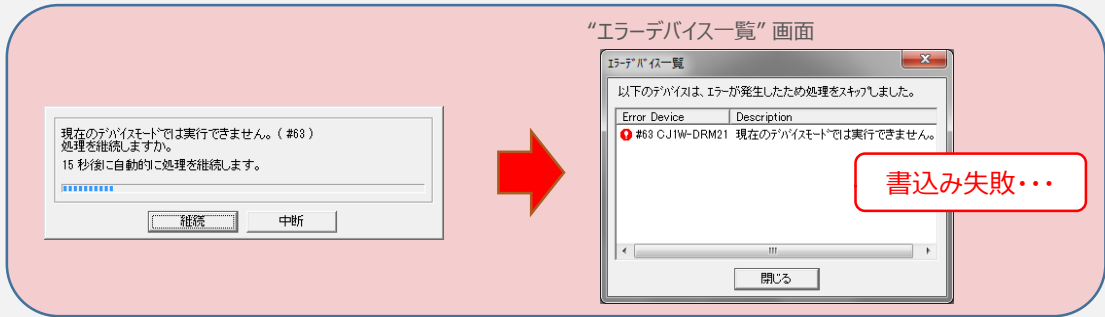 “エラーデバイス一覧” 画面
現在のデバイスモードでは実行できません。( #63 )
処理を継続しますか。
15 秒後に自動的に処理を継続します。
継続
中断
エラーデバイス一覧
以下のデバイスは、エラーが発生したため処理をスキップしました。
Error Device Description
#63 CJ1W-DRM21 現在のデバイスモードでは実行できません。
書込み失敗・・・
閉じる